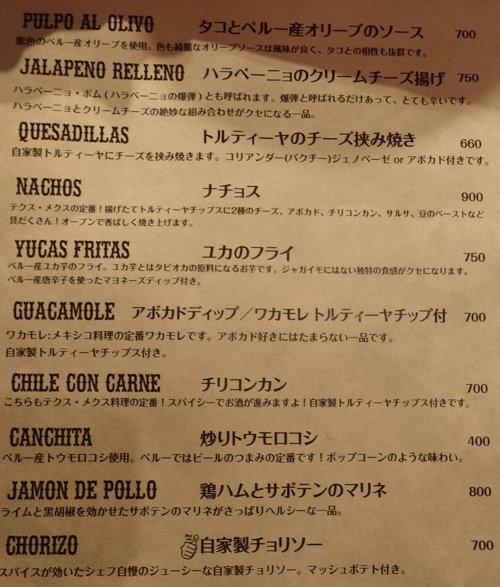 PULPO AL OLIVO タコとペルー産オリーブのソース 700
紫色のペルー産オリーブを使用。色も綺麗なオリーブソースは風味が良く、タコとの相性も抜群です。
JALAPENO RELLENO ハラペーニョのクリームチーズ揚げ 750
ハラペーニョ・ボム(ハラペーニョの爆弾)とも呼ばれます。爆弾と呼ばれるだけあって、とても辛いです。
ハラペーニョとクリームチーズの絶妙な組み合わせがクセになる一品。
QUESADILLAS トルティーヤのチーズ挟み焼き 660
自家製トルティーヤにチーズを挟み焼きます。コリアンダー(パクチー)ジェノベーゼ or アボカド付きです。
NACHOS ナチョス 900
テクス・メクスの定番！揚げたてトルティーヤチップスに2種のチーズ、アボカド、チリコンカン、サルサ、豆のペーストなど
具だくさん！オーブンで香ばしく焼き上げます。
YUCAS FRITAS ユカのフライ 750
ペルー産ユカ芋のフライ。ユカ芋とはタピオカの原料になるお芋です。ジャガイモにはない独特の食感がクセになります。
ペルー産唐辛子を使ったマヨネーズディップ付き。
GUACAMOLE アボカドディップ／ワカモレ トルティーヤチップ付 700
ワカモレ:メキシコ料理の定番ワカモレです。アボカド好きにはたまらない一品です。
自家製トルティーヤチップス付き。
CHILE CON CARNE チリコンカン 700
こちらもテクス・メクス料理の定番！スパイシーでお酒が進みますよ！自家製トルティーヤチップス付きです。
CANCHITA 炒りトウモロコシ 400
ペルー産トウモロコシ使用。ペルーではビールのつまみの定番です！ポップコーンのような味わい。
JAMON DE POLLO 鶏ハムとサボテンのマリネ 800
ライムと黒胡椒を効かせたサボテンのマリネがさっぱりヘルシーな一品。
CHORIZO 自家製チョリソー 700
スパイスが効いたシェフ自慢のジューシーな自家製チョリソー。マッシュポテト付き。